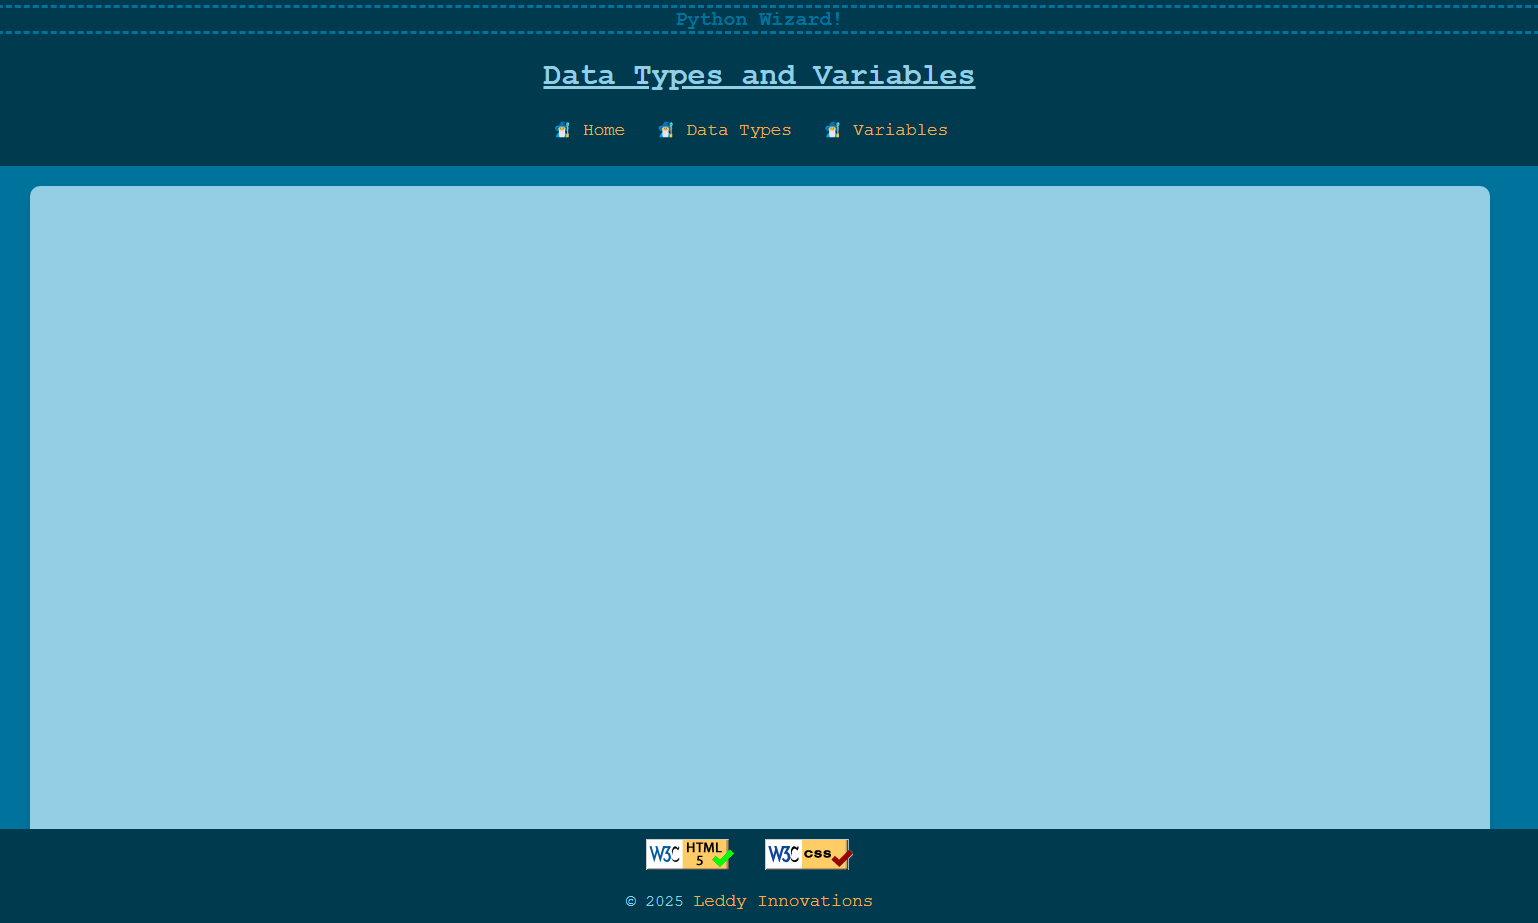 Python Wizard!
Data Types and Variables
Home Data Types Variables
W3C HTML 5 W3C css
© 2025 Leddy Innovations